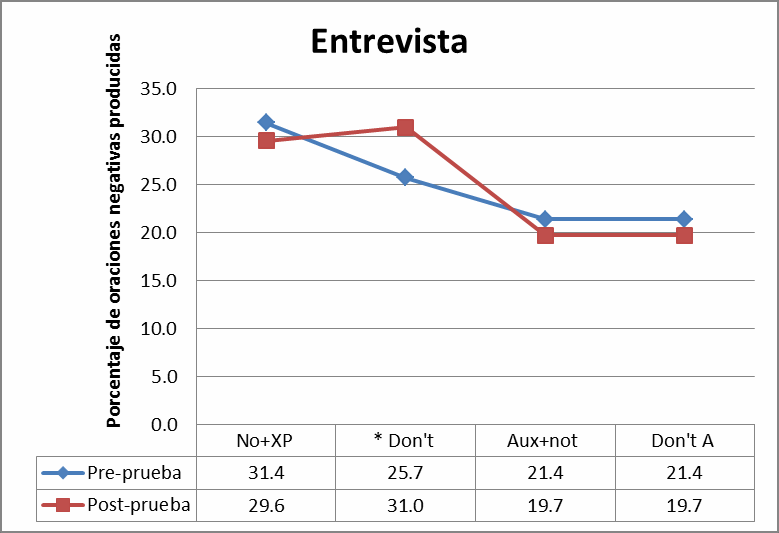 Entrevista
Porcentaje de oraciones negativas producidas
35.0
30.0
25.0
20.0
15.0
10.0
5.0
0.0
No+XP * Don't Aux+not Don't A
Pre-prueba 31.4 25.7 21.4 21.4
Post-prueba 29.6 31.0 19.7 19.7